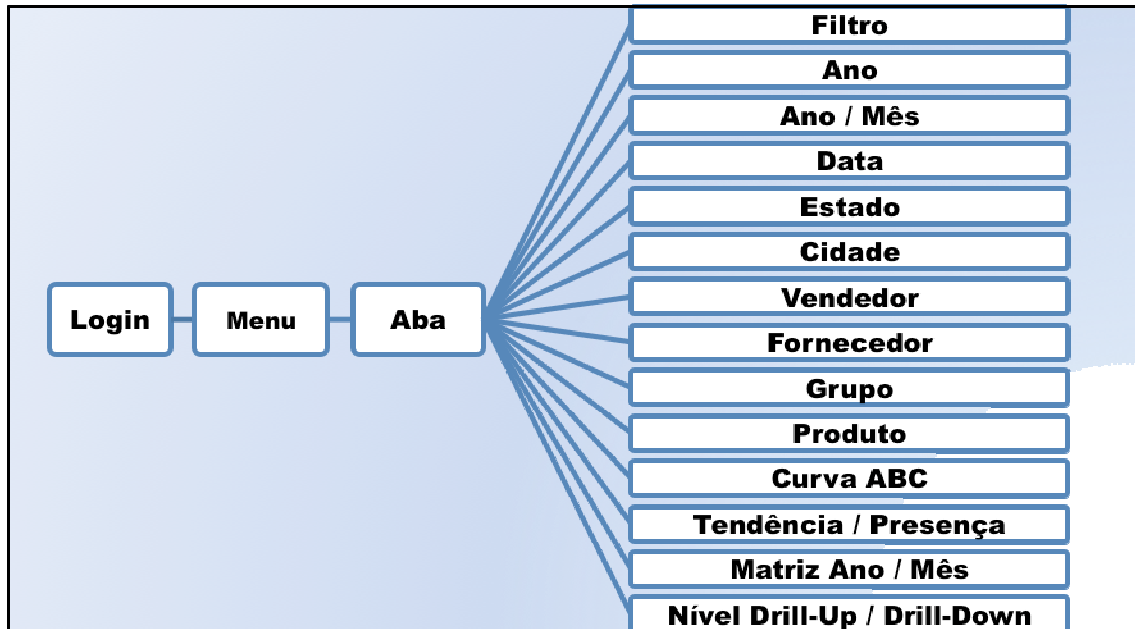 Filtro
Ano
Ano / Mês
Data
Estado
Cidade
Login
Menu
Aba
Vendedor
Fornecedor
Grupo
Produto
Curva ABC
Tendência / Presença
Matriz Ano / Mês
Nível Drill-Up / Drill-Down